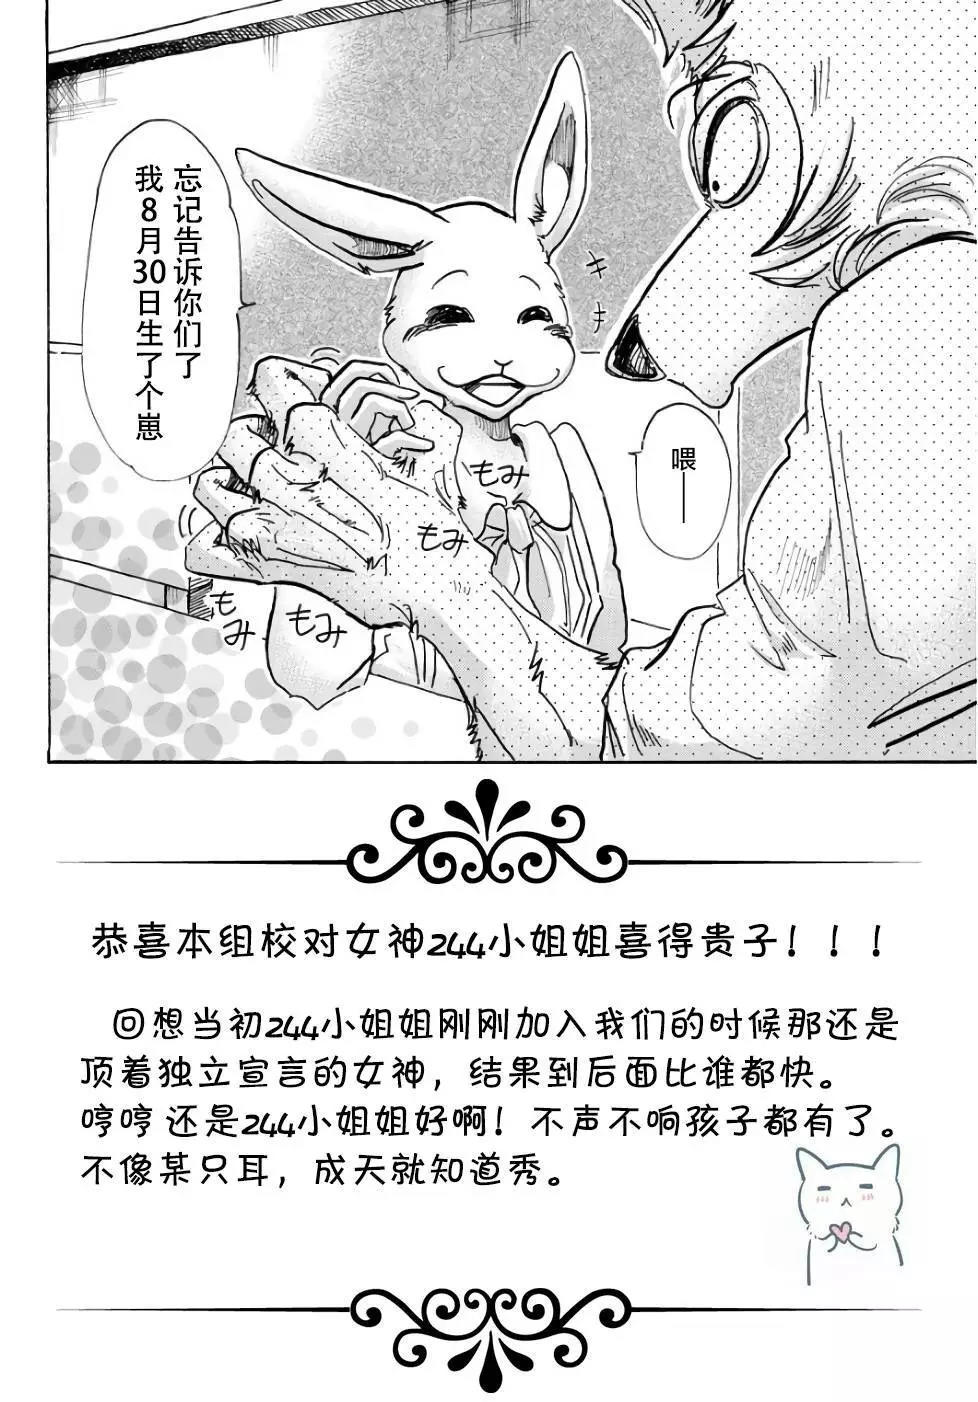 忘记告诉你们了
我8月30日生了个崽
喂—
もみ
もみ
もみ
もみ
恭喜本组校对女神244小姐姐喜得贵子！！！
回想当初244小姐姐刚刚加入我们的时候那还是
顶着独立宣言的女神，结果到后面比谁都快。
哼哼 还是244小姐姐好啊！不声不响孩子都有了。
不像某只耳，成天就知道秀。